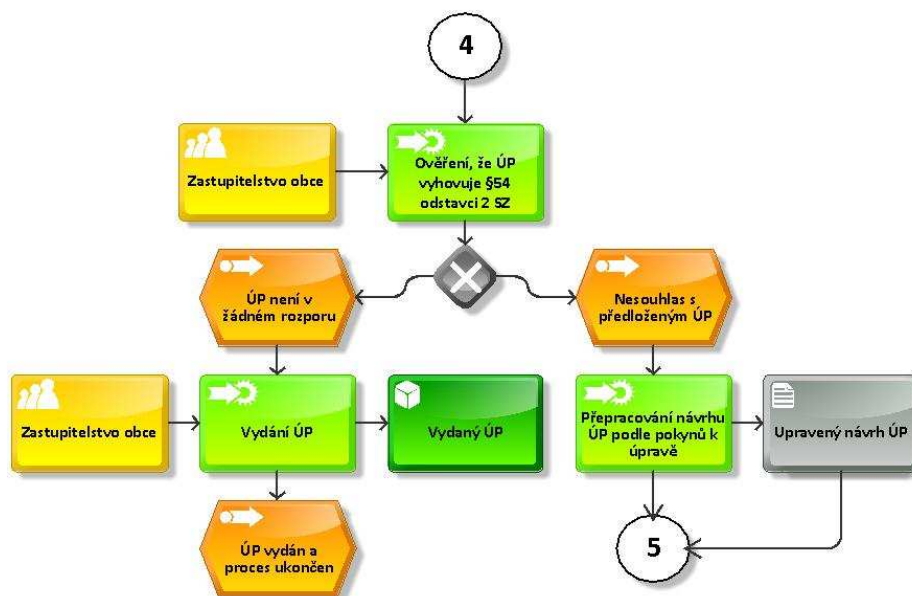 4
Zastupitelstvo obce
Ověření, že ÚP
vyhovuje §54
odstavci 2 SZ
ÚP není v
žádném rozporu
Nesouhlas s
předloženým ÚP
Zastupitelstvo obce
Vydání ÚP
Vydaný ÚP
Přepracování návrhu
ÚP podle pokynů k
úpravě
Upravený návrh ÚP
ÚP vydán a
proces ukončen
5